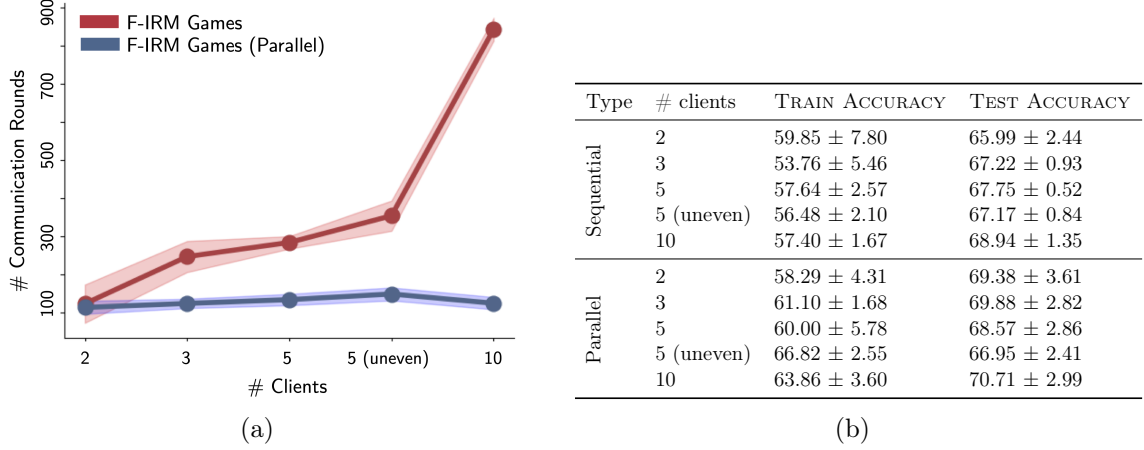 900
700
500
300
100
# Communication Rounds
F-IRM Games
F-IRM Games (Parallel)
2 3 5 5 (uneven) 10
# Clients
(a)
Type # clients TRAIN ACCURACY TEST ACCURACY
Sequential
2 59.85 ± 7.80 65.99 ± 2.44
3 53.76 ± 5.46 67.22 ± 0.93
5 57.64 ± 2.57 67.75 ± 0.52
5 (uneven) 56.48 ± 2.10 67.17 ± 0.84
10 57.40 ± 1.67 68.94 ± 1.35
Parallel
2 58.29 ± 4.31 69.38 ± 3.61
3 61.10 ± 1.68 69.88 ± 2.82
5 60.00 ± 5.78 68.57 ± 2.86
5 (uneven) 66.82 ± 2.55 66.95 ± 2.41
10 63.86 ± 3.60 70.71 ± 2.99
(b)